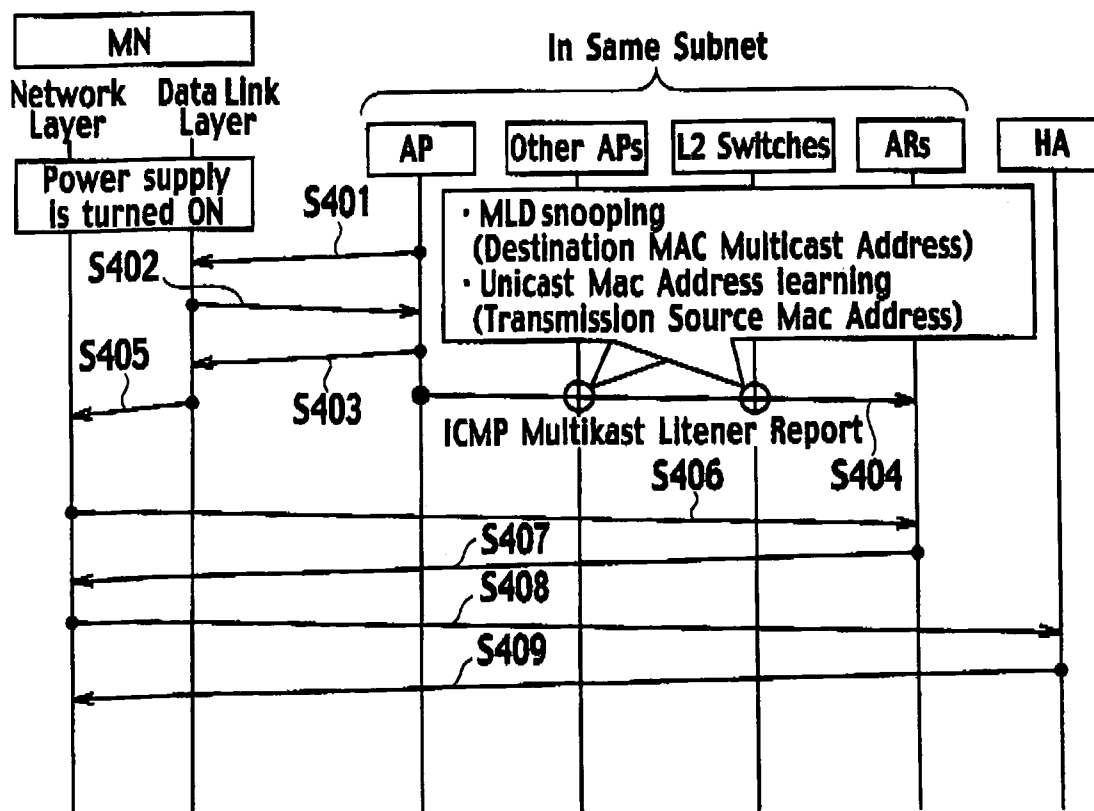 MN
In Same Subnet
Network
Layer
Data Link
Layer
AP
Other APs
L2 Switches
ARs
HA
Power supply
is turned ON
· MLD snooping
(Destination MAC Multicast Address)
· Unicast Mac Address learning
(Transmission Source Mac Address)
S401
S402
S403
S405
ICMP Multikast Litener Report
S404
S406
S407
S408
S409